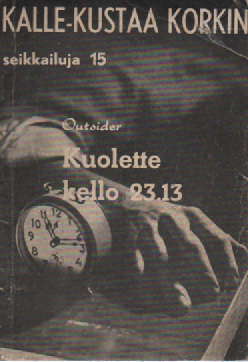 KALLE-KUSTAA KORKIN
seikkailuja 15
Outsider
Kuolette
kello 23.13